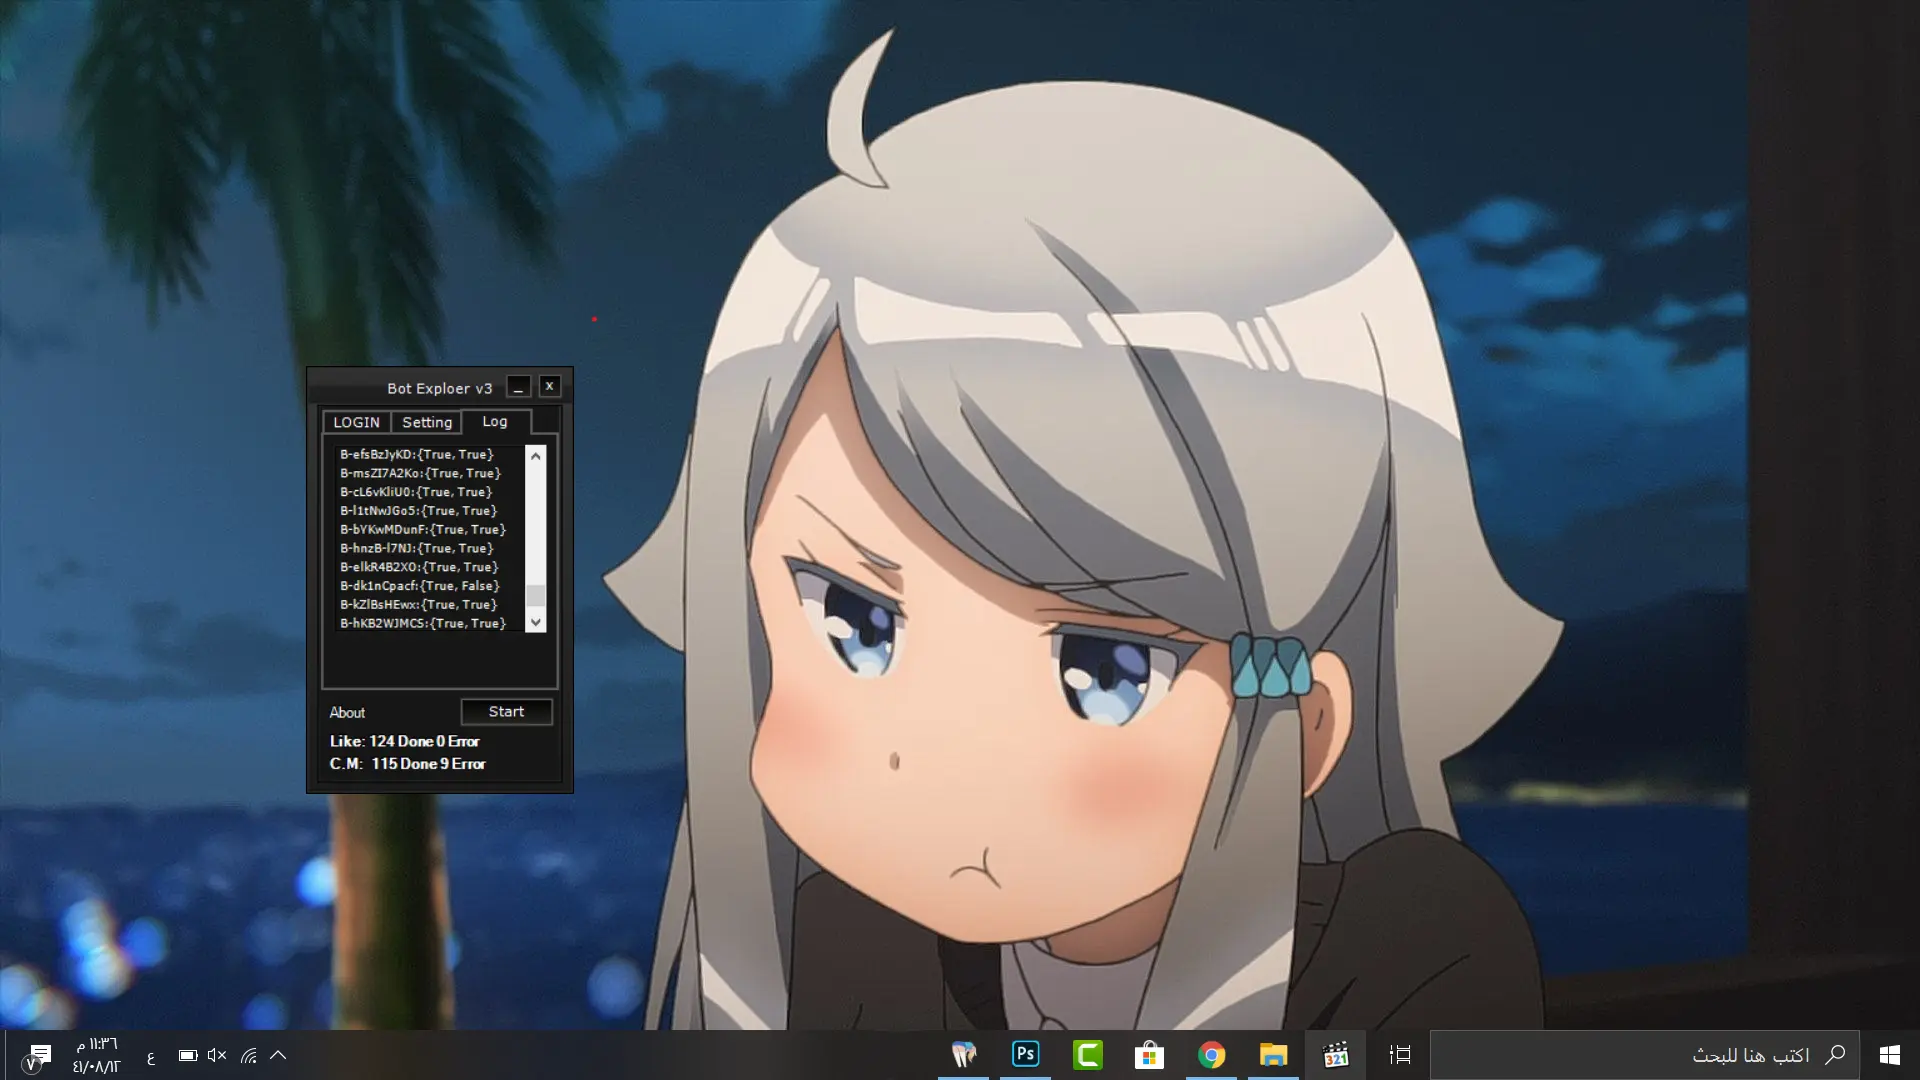 Bot Exploer v3
_
x
LOGIN
Setting
Log
B-efsBzJyKD:{True, True}
B-msZI7A2Ko:{True, True}
B-cL6vKliU0:{True, True}
B-l1tNwJGo5:{True, True}
B-bYKwMDunF:{True, True}
B-hnzB-l7NJ:{True, True}
B-elkR4B2XO:{True, True}
B-dk1nCpacf:{True, False}
B-kZlBsHEwx:{True, True}
B-hKB2WJMCS:{True, True}
About
Start
Like: 124 Done 0 Error
C.M: 115 Done 9 Error
اكتب هنا للبحث
321
Ps
ع
١١:٣٦ م
٤١/٠٨/١٢
٧